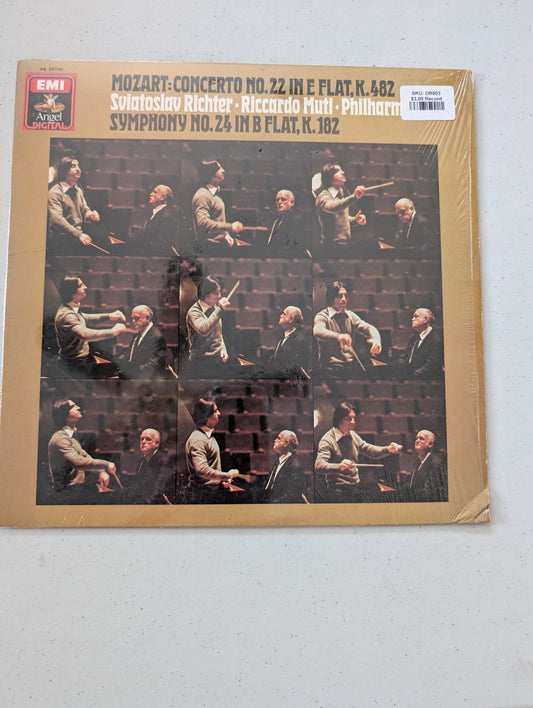 EMI
Angel
DIGITAL
MOZART: CONCERTO NO. 22 IN E FLAT, K. 482
Sviatoslav Richter · Riccardo Muti · Philharm
SYMPHONY NO. 24 IN B FLAT, K. 182
SKU: OR003
$3.00 Record